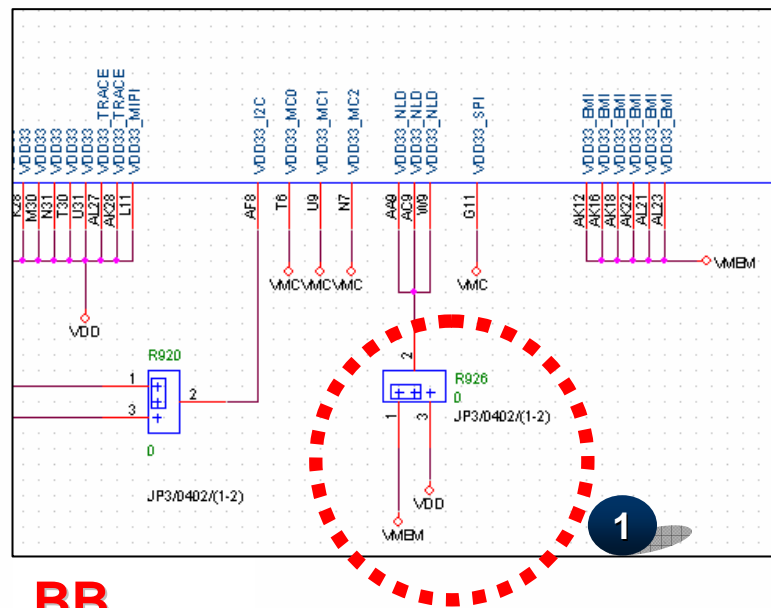 VDD33
VDD33
VDD33
VDD33
VDD33
VDD33_TRACE
VDD33_TRACE
VDD33_MIPI
VDD33_I2C
VDD33_MC0
VDD33_MC1
VDD33_MC2
VDD33_NLD
VDD33_NLD
VDD33_NLD
VDD33_SPI
VDD33_BMI
VDD33_BMI
VDD33_BMI
VDD33_BMI
VDD33_BMI
VDD33_BMI
K28
M30
N31
T30
U31
AL27
AK28
L11
AF8
T6
U9
N7
AA9
AC9
W9
G11
AK12
AK16
AK18
AK22
AL21
AL23
VMC
VMC
VMC
VMC
VMEM
VDD
R920
1
2
3
0
JP3/0402/(1-2)
2
R926
0
1
3
JP3/0402/(1-2)
VDD
VMEM
1
BB